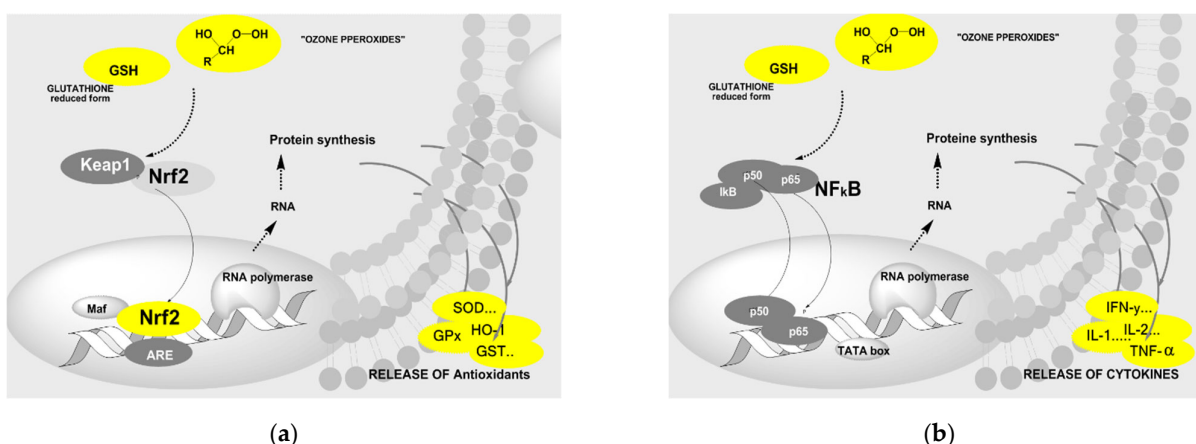 HO
O—OH
CH
R
"OZONE PPEROXIDES"
GSH
GLUTATHIONE
reduced form
Protein synthesis
Keap1
Nrf2
RNA
RNA polymerase
Maf
Nrf2
ARE
SOD...
GPx
HO-1
GST..
RELEASE OF Antioxidants
(a)
HO
O—OH
CH
R
"OZONE PPEROXIDES"
GSH
GLUTATHIONE
reduced form
Proteine synthesis
p50
p65
IkB
NFkB
RNA
RNA polymerase
p50
P
p65
TATA box
IFN-y...
IL-1.....
IL-2...
TNF-α
RELEASE OF CYTOKINES
(b)